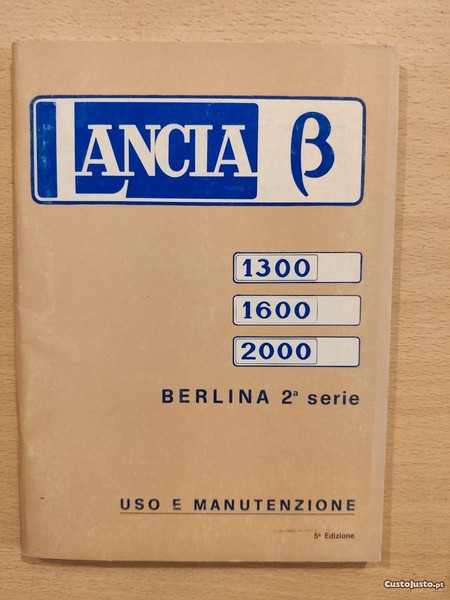 LANCIA β
1300
1600
2000
BERLINA 2ª serie
USO E MANUTENZIONE
5ª Edizione
CustoJusto.pt